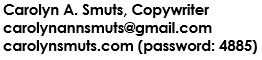 Carolyn A. Smuts, Copywriter
carolynannsmuts@gmail.com
carolynsmuts.com (password: 4885)